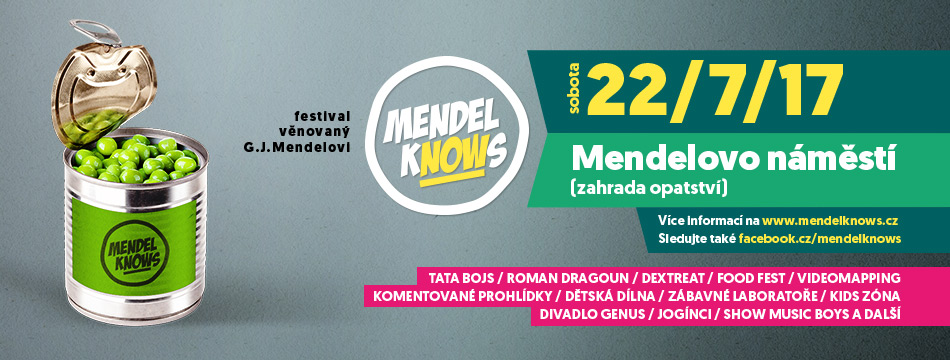 MENDEL
KNOWS
festival
věnovaný
G.J.Mendelovi
MENDEL
KNOWS
sobota
22/7/17
Mendelovo náměstí
(zahrada opatství)
Více informací na www.mendelknows.cz
Sledujte také facebook.cz/mendelknows
TATA BOJS / ROMAN DRAGOUN / DEXTREAT / FOOD FEST / VIDEOMAPPING
KOMENTOVANÉ PROHLÍDKY / DĚTSKÁ DÍLNA / ZÁBAVNÉ LABORATOŘE / KIDS ZÓNA
DIVADLO GENUS / JOGÍNCI / SHOW MUSIC BOYS A DALŠÍ